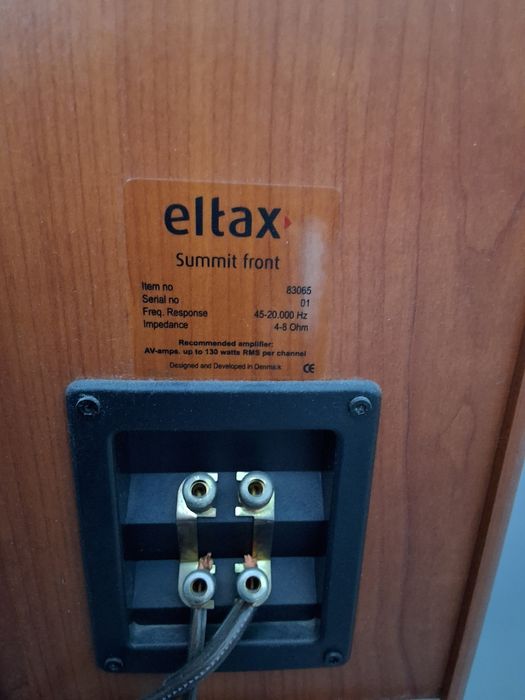 eltax
Summit front
Item no 83065
Serial no 01
Freq. Response 45-20.000 Hz
Impedance 4-8 Ohm
Recommended amplifier:
AV-amps. up to 130 watts RMS per channel
Designed and Developed in Denmark CE